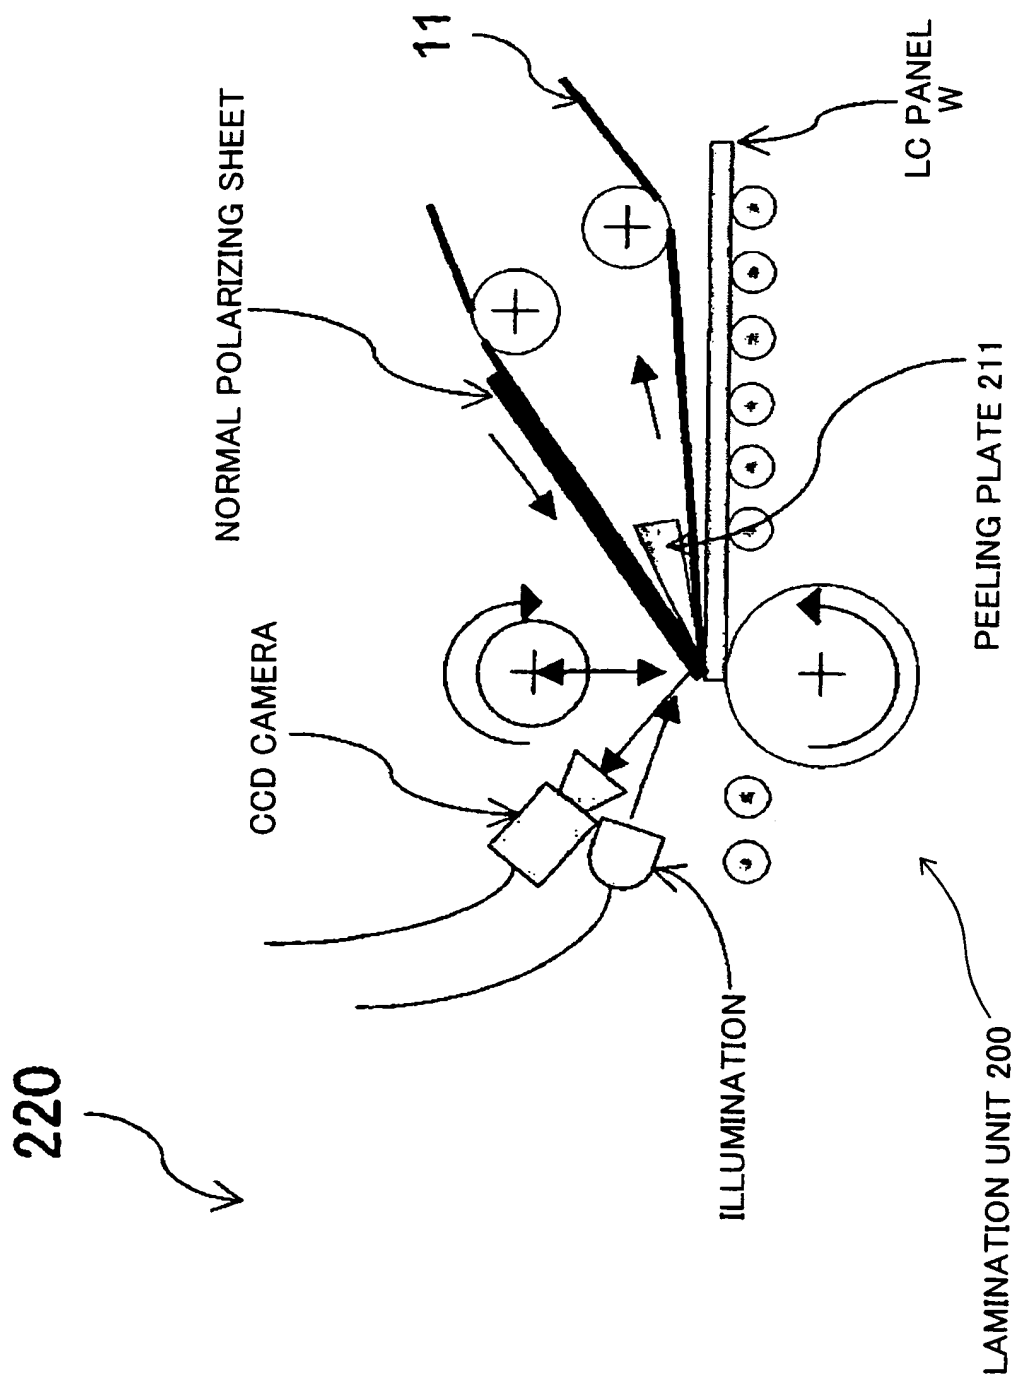 220
CCD CAMERA
NORMAL POLARIZING SHEET
11
ILLUMINATION
LAMINATION UNIT 200
PEELING PLATE 211
LC PANEL
W